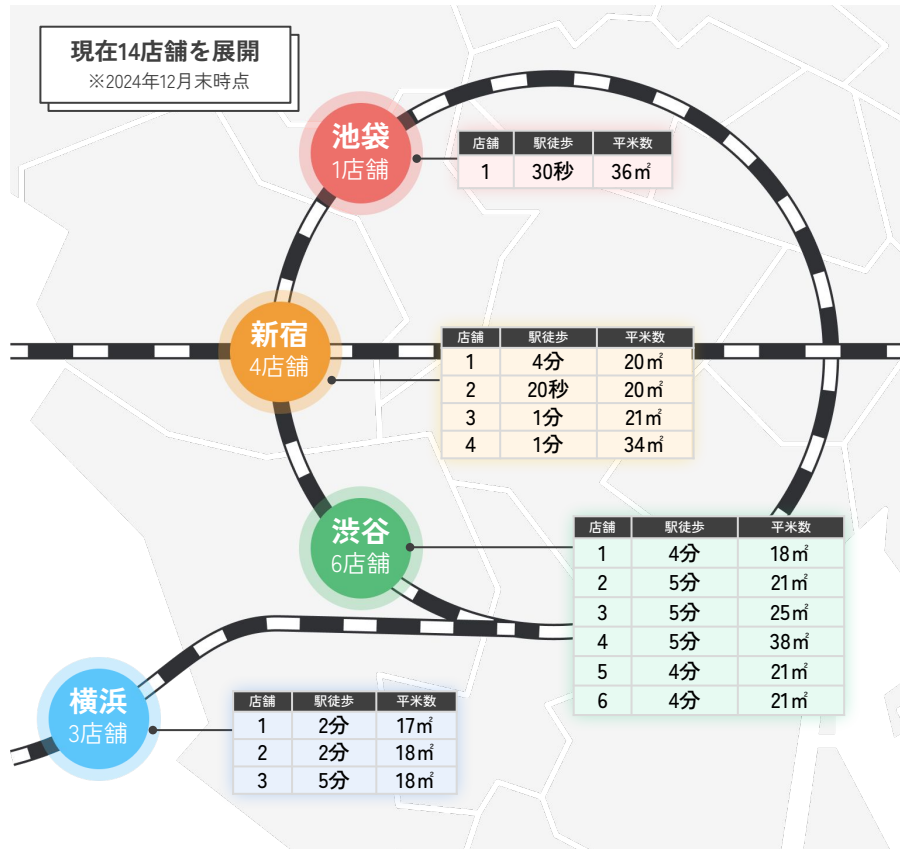 現在14店舗を展開
※2024年12月末時点
池袋
1店舗
店舗 駅徒歩 平米数
1 30秒 36㎡
新宿
4店舗
店舗 駅徒歩 平米数
1 4分 20㎡
2 20秒 20㎡
3 1分 21㎡
4 1分 34㎡
渋谷
6店舗
店舗 駅徒歩 平米数
1 4分 18㎡
2 5分 21㎡
3 5分 25㎡
4 5分 38㎡
5 4分 21㎡
6 4分 21㎡
横浜
3店舗
店舗 駅徒歩 平米数
1 2分 17㎡
2 2分 18㎡
3 5分 18㎡